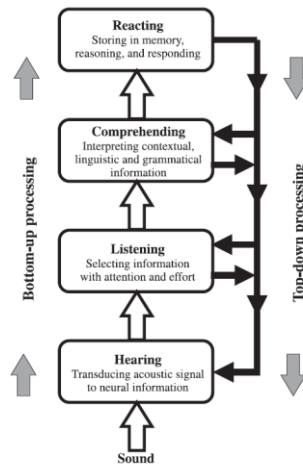 Reacting
Storing in memory,
reasoning, and responding
Comprehending
Interpreting contextual,
linguistic and grammatical
information
Listening
Selecting information
with attention and effort
Hearing
Transducing acoustic signal
to neural information
Sound
Bottom-up processing
Top-down processing